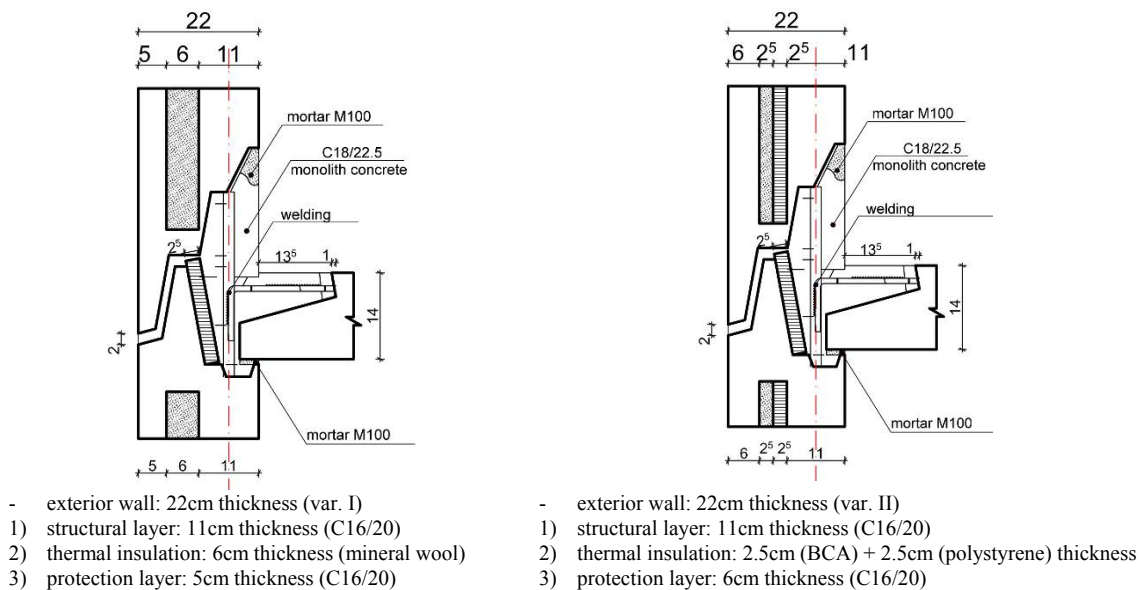 22
5 6 11
mortar M100
C18/22.5
monolith concrete
welding
2⁵
13⁵ 1
14
2
mortar M100
5 6 11
- exterior wall: 22cm thickness (var. I)
1) structural layer: 11cm thickness (C16/20)
2) thermal insulation: 6cm thickness (mineral wool)
3) protection layer: 5cm thickness (C16/20)
22
6 2⁵ 2⁵ 11
mortar M100
C18/22.5
monolith concrete
welding
2⁵
13⁵ 1
14
2
mortar M100
6 2⁵ 2⁵ 11
- exterior wall: 22cm thickness (var. II)
1) structural layer: 11cm thickness (C16/20)
2) thermal insulation: 2.5cm (BCA) + 2.5cm (polystyrene) thickness
3) protection layer: 6cm thickness (C16/20)